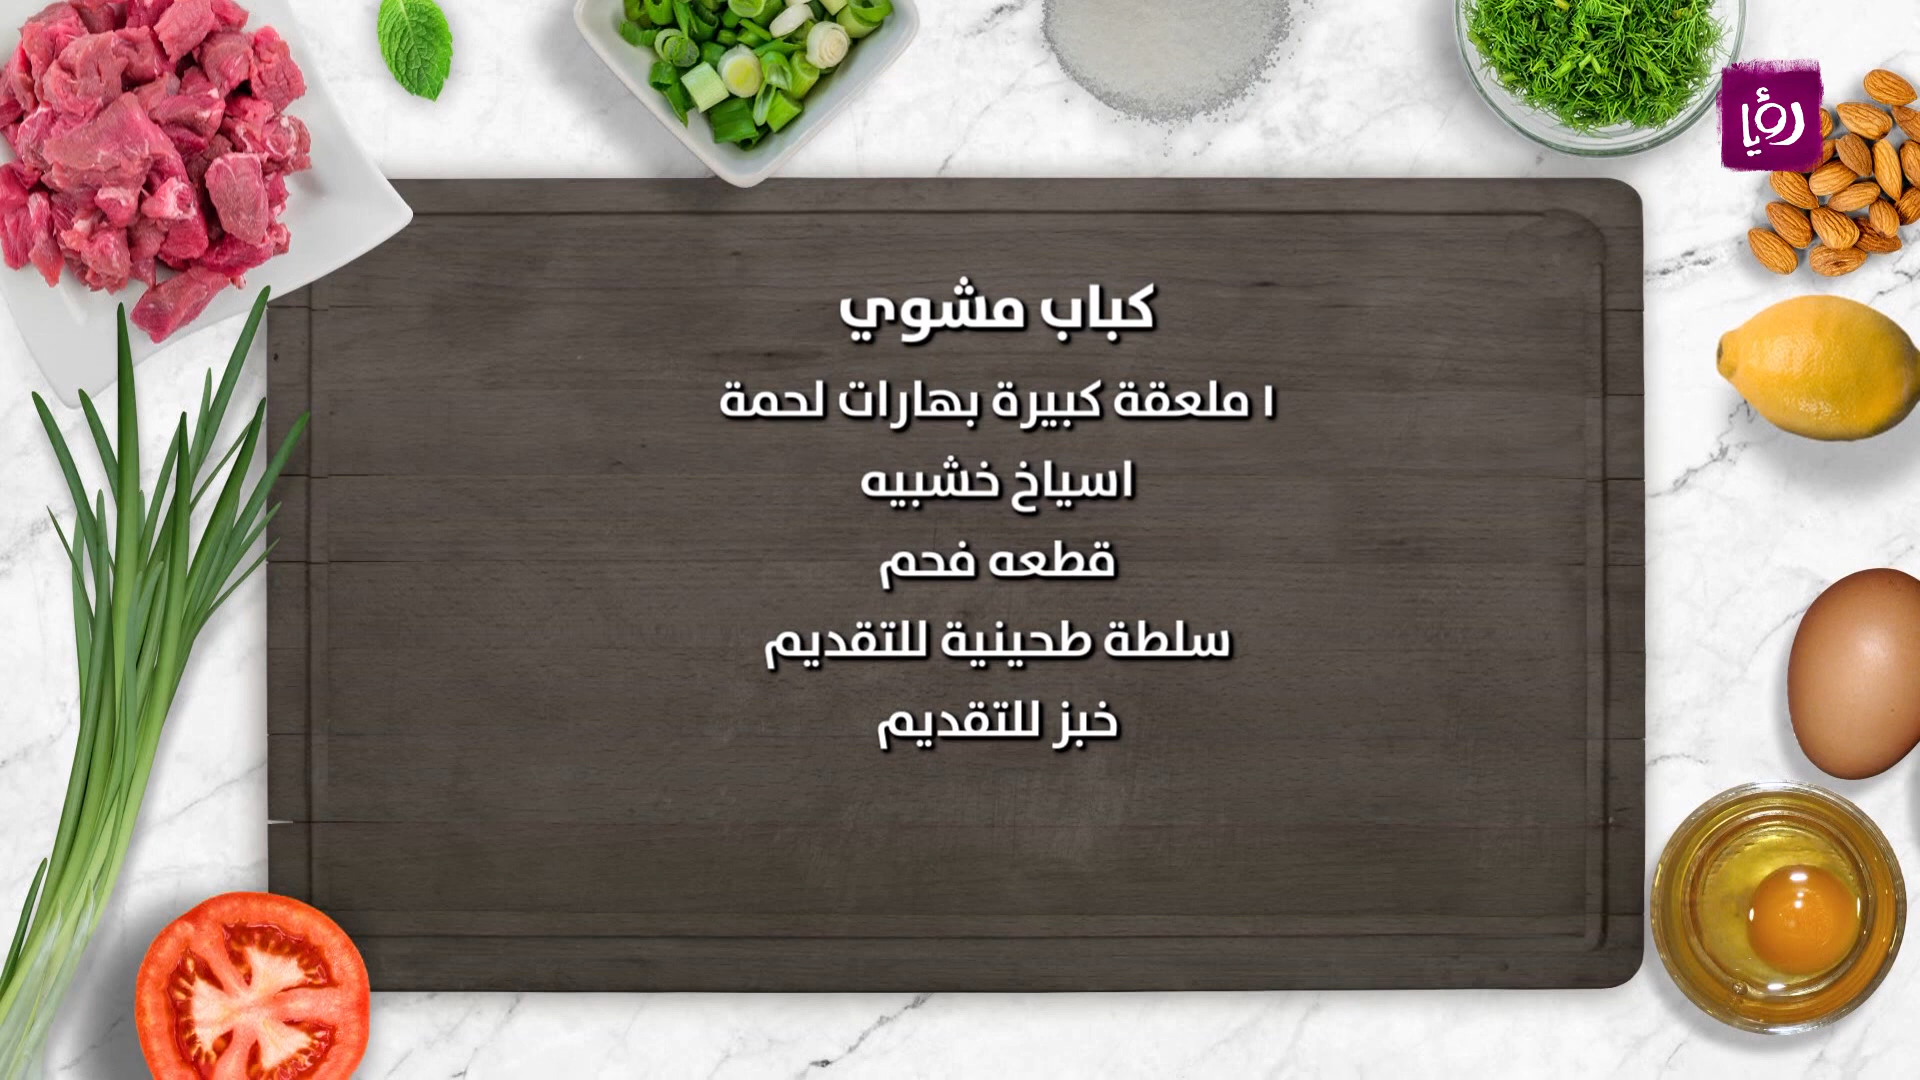 رؤيا
كباب مشوي
١ ملعقة كبيرة بهارات لحمة
اسياخ خشبيه
قطعه فحم
سلطة طحينية للتقديم
خبز للتقديم